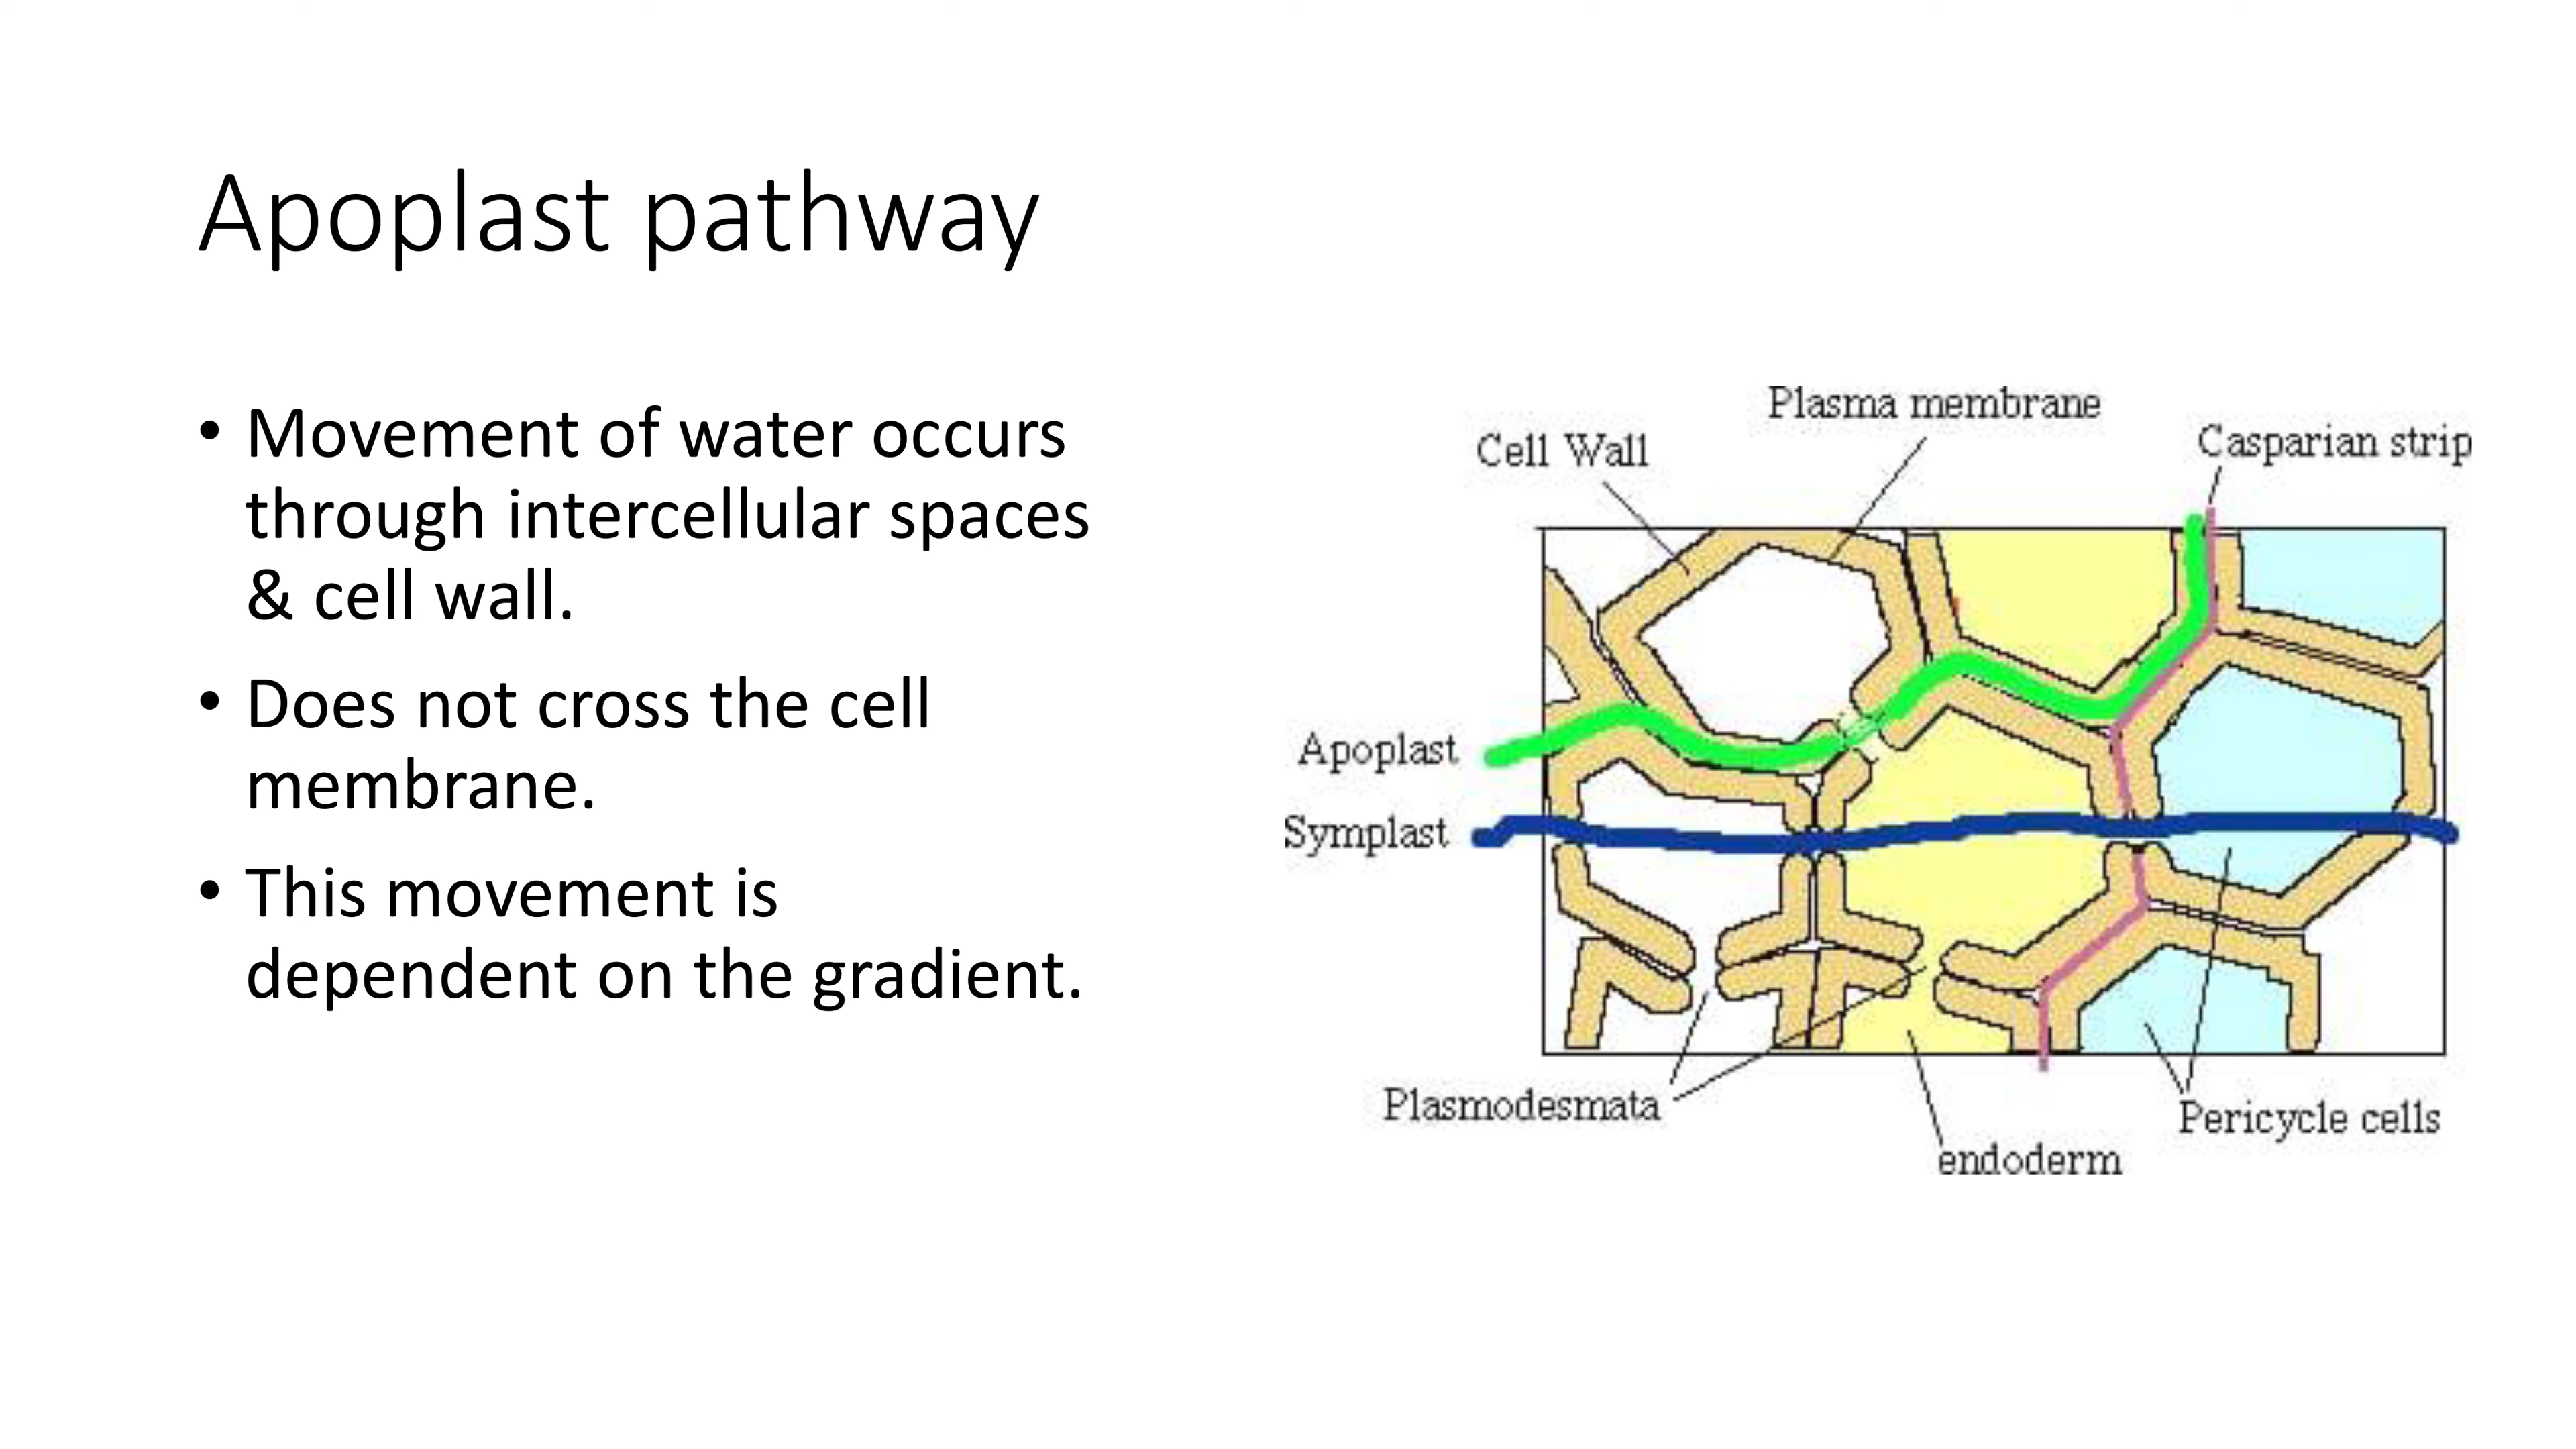 Apoplast pathway
• Movement of water occurs
through intercellular spaces
& cell wall.
• Does not cross the cell
membrane.
• This movement is
dependent on the gradient.
Plasma membrane
Cell Wall
Casparian strip
Apoplast
Symplast
Plasmodesmata
Pericycle cells
endoderm